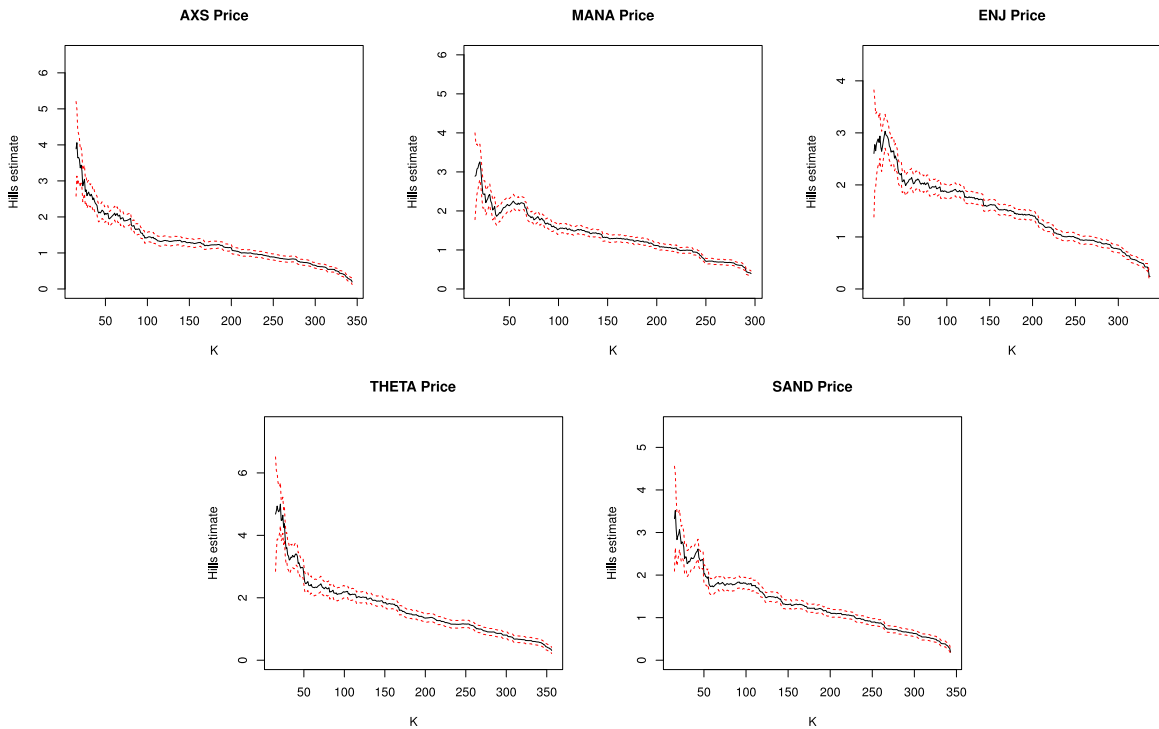 AXS Price
MANA Price
ENJ Price
Hills estimate
0 1 2 3 4 5 6
50 100 150 200 250 300 350
K
Hills estimate
0 1 2 3 4 5 6
50 100 150 200 250 300
K
Hills estimate
0 1 2 3 4
50 100 150 200 250 300
K
THETA Price
SAND Price
Hills estimate
0 2 4 6
50 100 150 200 250 300 350
K
Hills estimate
0 1 2 3 4 5
50 100 150 200 250 300 350
K